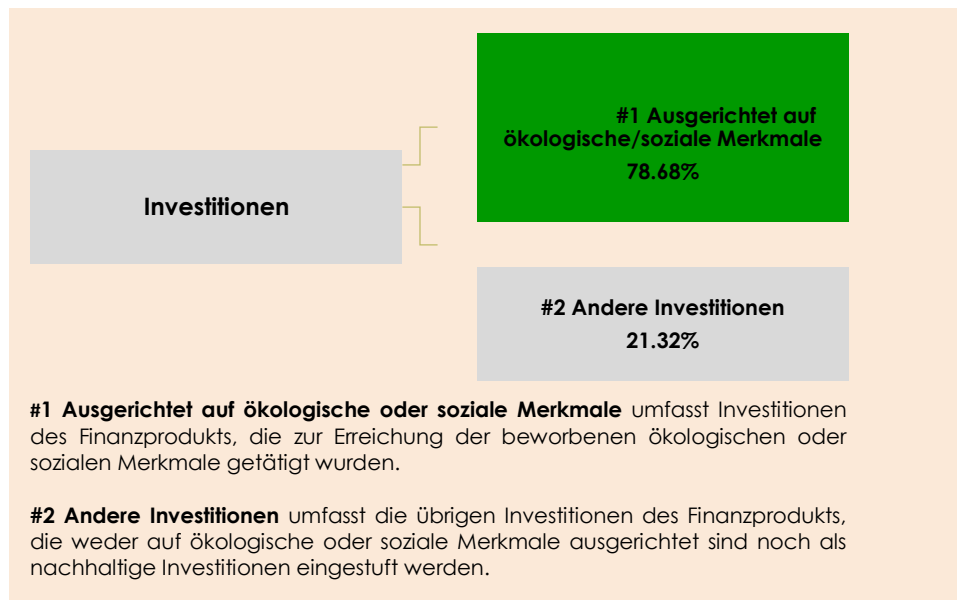 Investitionen
#1 Ausgerichtet auf
ökologische/soziale Merkmale
78.68%
#2 Andere Investitionen
21.32%
#1 Ausgerichtet auf ökologische oder soziale Merkmale umfasst Investitionen
des Finanzprodukts, die zur Erreichung der beworbenen ökologischen oder
sozialen Merkmale getätigt wurden.
#2 Andere Investitionen umfasst die übrigen Investitionen des Finanzprodukts,
die weder auf ökologische oder soziale Merkmale ausgerichtet sind noch als
nachhaltige Investitionen eingestuft werden.